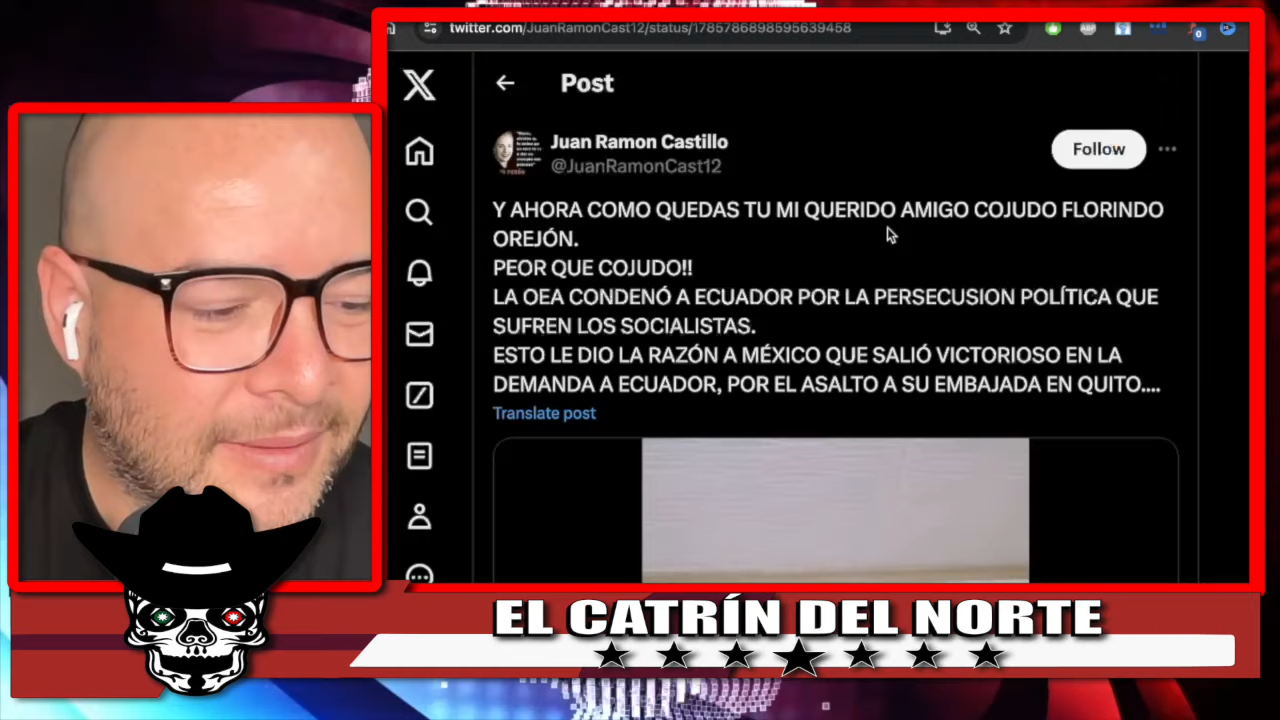 twitter.com/JuanRamonCast12/status/1785786898595639458
0
Post
Juan Ramon Castillo
@JuanRamonCast12
Follow
Y AHORA COMO QUEDAS TU MI QUERIDO AMIGO COJUDO FLORINDO
OREJÓN.
PEOR QUE COJUDO!!
LA OEA CONDENÓ A ECUADOR POR LA PERSECUSION POLÍTICA QUE
SUFREN LOS SOCIALISTAS.
ESTO LE DIO LA RAZÓN A MÉXICO QUE SALIÓ VICTORIOSO EN LA
DEMANDA A ECUADOR, POR EL ASALTO A SU EMBAJADA EN QUITO....
Translate post
EL CATRÍN DEL NORTE